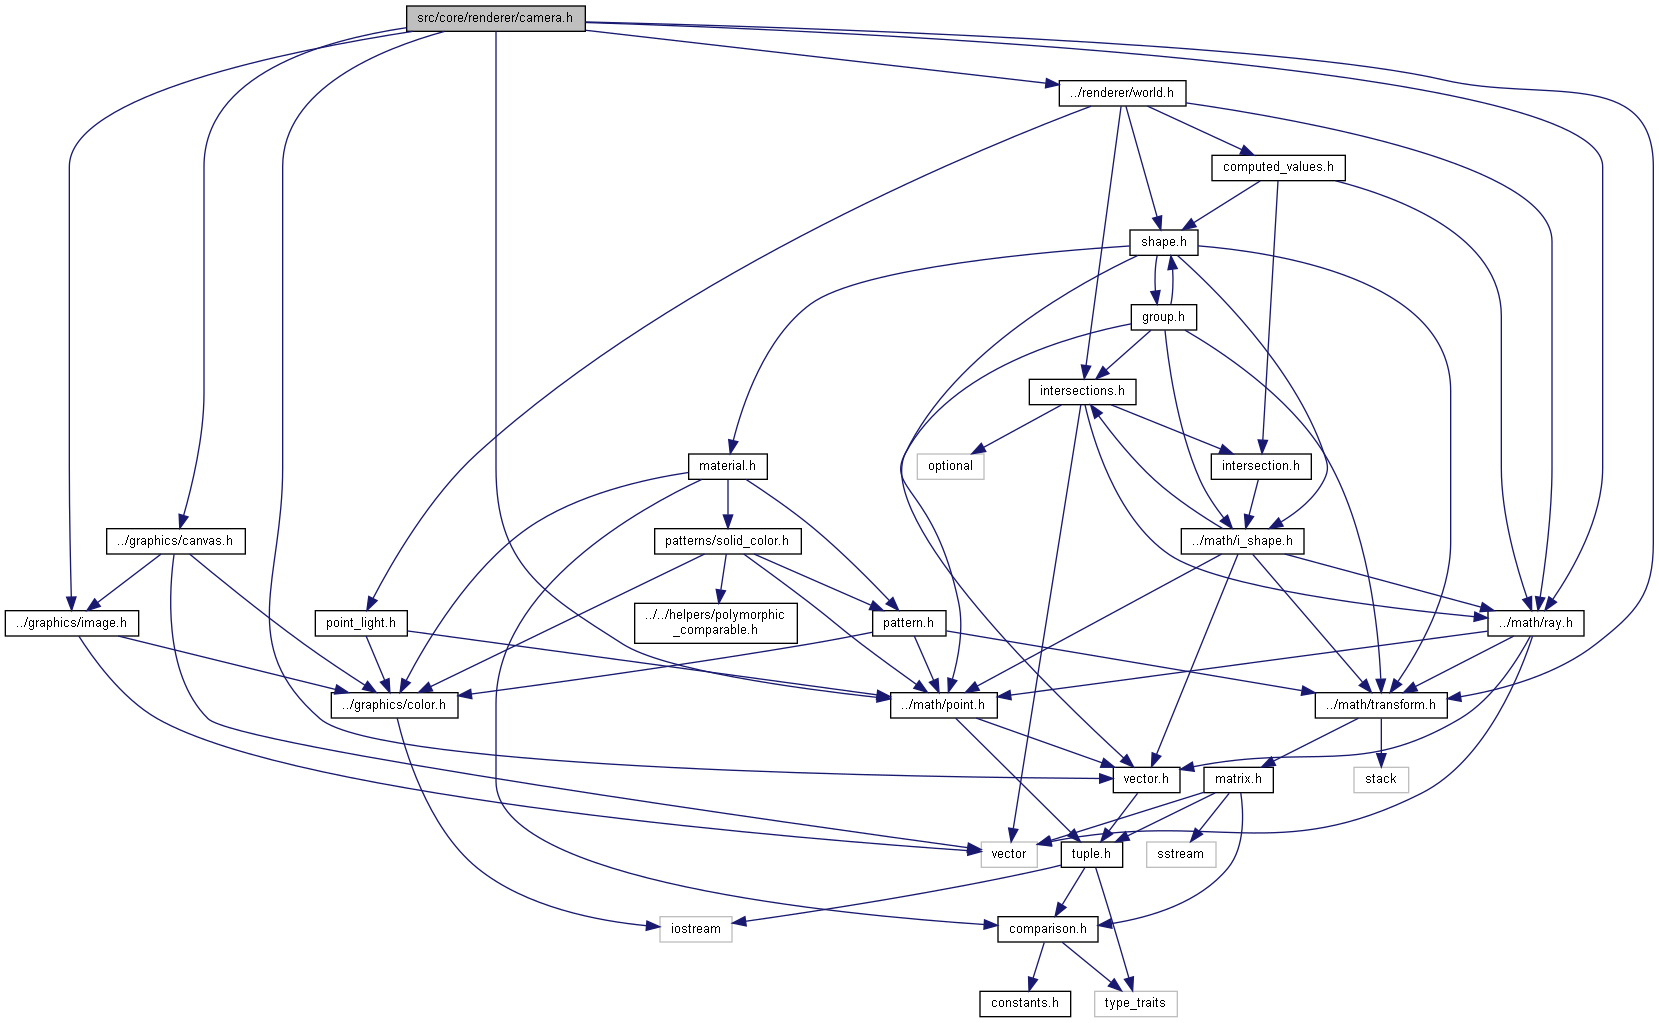 src/core/renderer/camera.h
../renderer/world.h
computed_values.h
shape.h
group.h
intersections.h
material.h
optional
intersection.h
../graphics/canvas.h
patterns/solid_color.h
../math/i_shape.h
../graphics/image.h
point_light.h
../../helpers/polymorphic
_comparable.h
pattern.h
../math/ray.h
../graphics/color.h
../math/point.h
../math/transform.h
vector.h
matrix.h
stack
vector
tuple.h
sstream
iostream
comparison.h
constants.h
type_traits